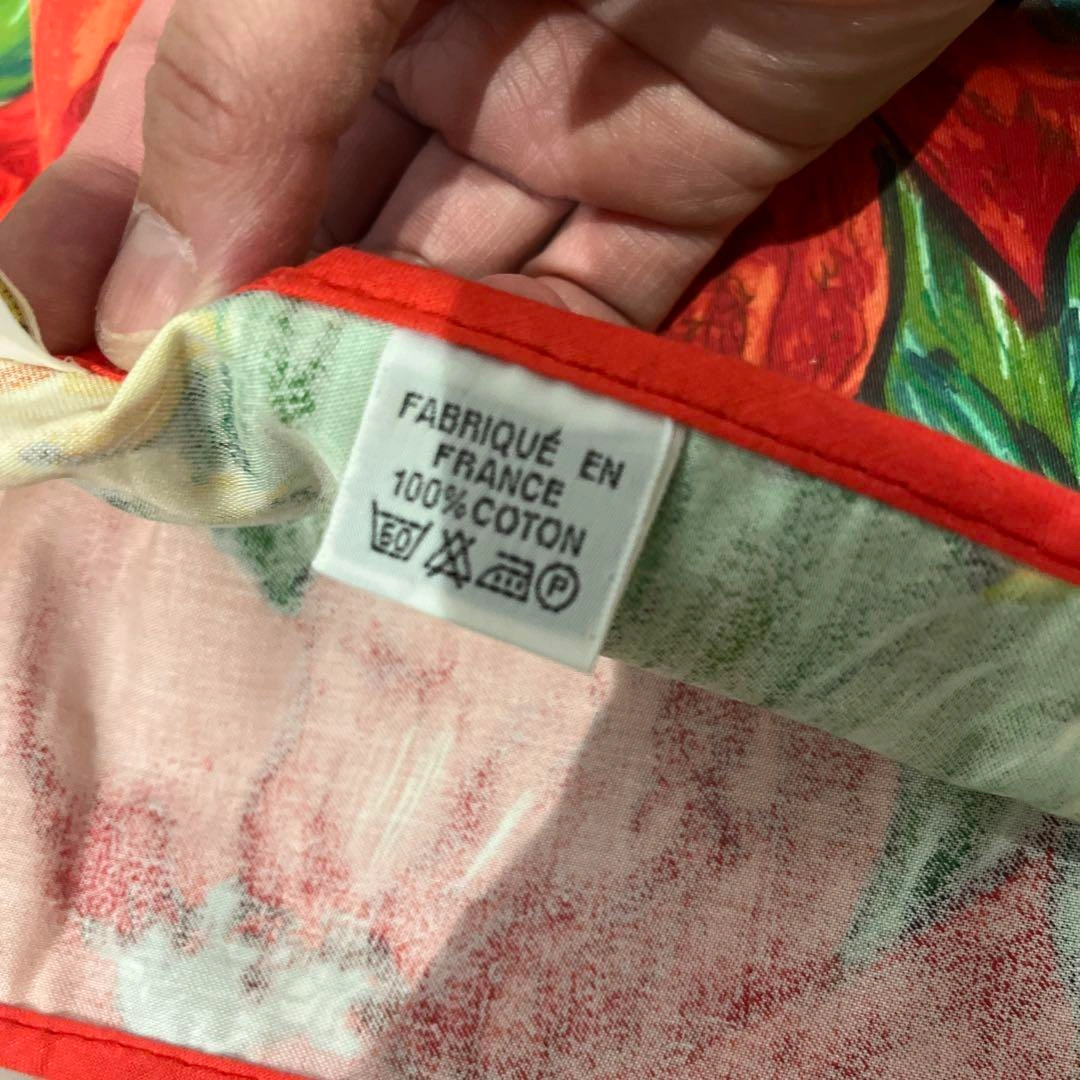 FABRIQUÉ EN
FRANCE
100% COTON
P